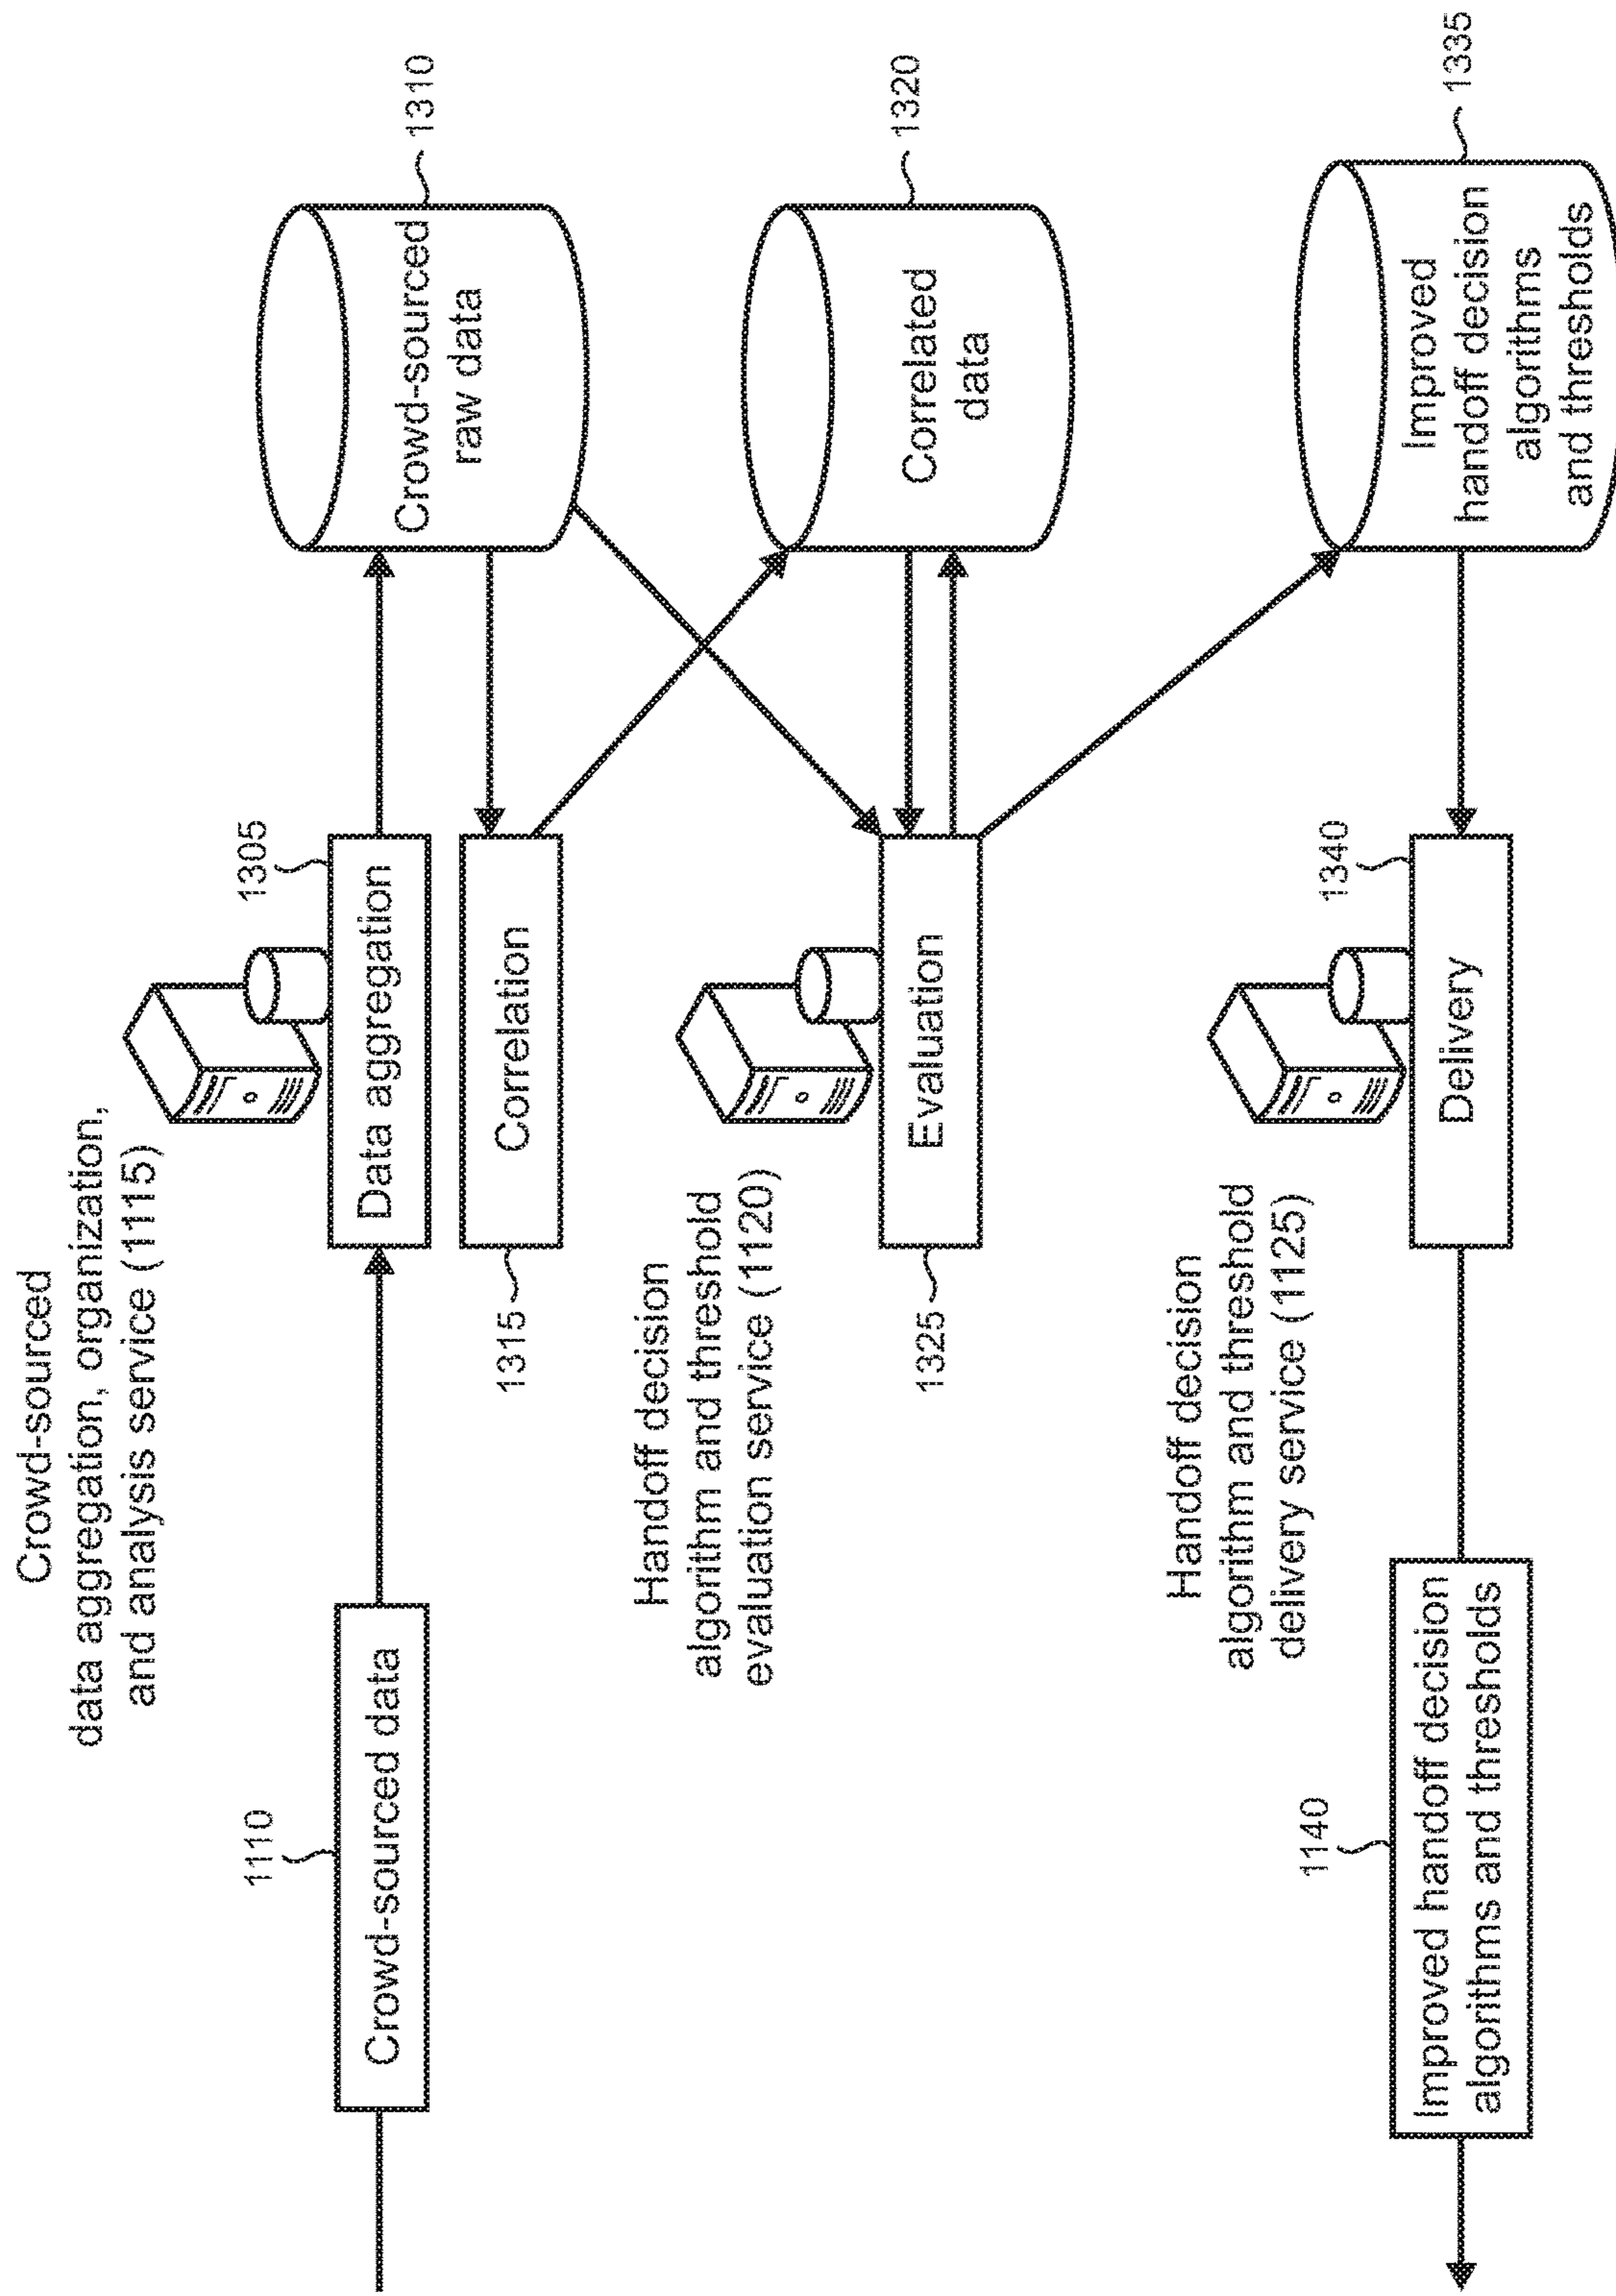 Crowd-sourced
data aggregation, organization,
and analysis service (1115)
1110
Crowd-sourced data
1305
Data aggregation
1310
Crowd-sourced
raw data
1315
Correlation
1320
Correlated
data
Handoff decision
algorithm and threshold
evaluation service (1120)
1325
Evaluation
Handoff decision
algorithm and threshold
delivery service (1125)
1140
Improved handoff decision
algorithms and thresholds
1340
Delivery
1335
Improved
handoff decision
algorithms
and thresholds